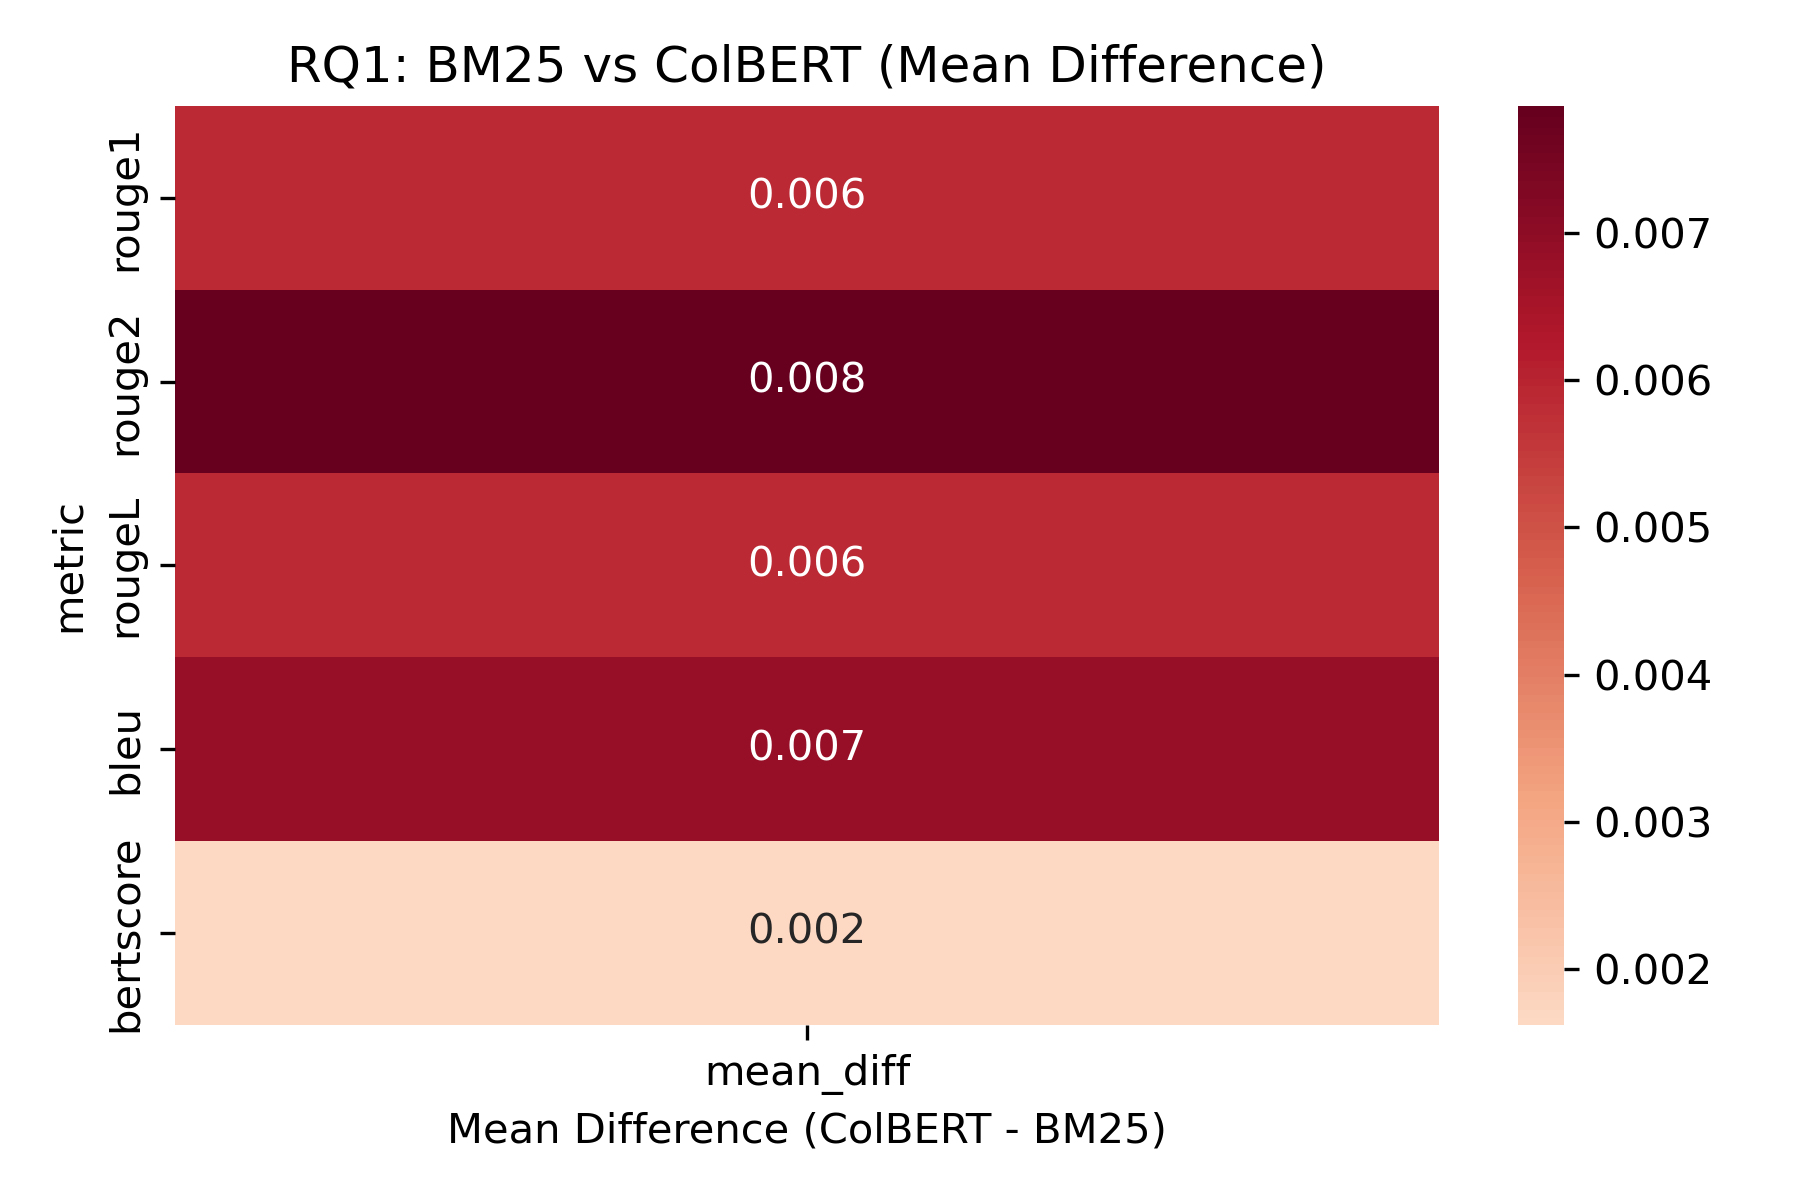 RQ1: BM25 vs ColBERT (Mean Difference)
metric
rouge1
0.006
rouge2
0.008
rougeL
0.006
bleu
0.007
bertscore
0.002
mean_diff
Mean Difference (ColBERT - BM25)
0.007
0.006
0.005
0.004
0.003
0.002